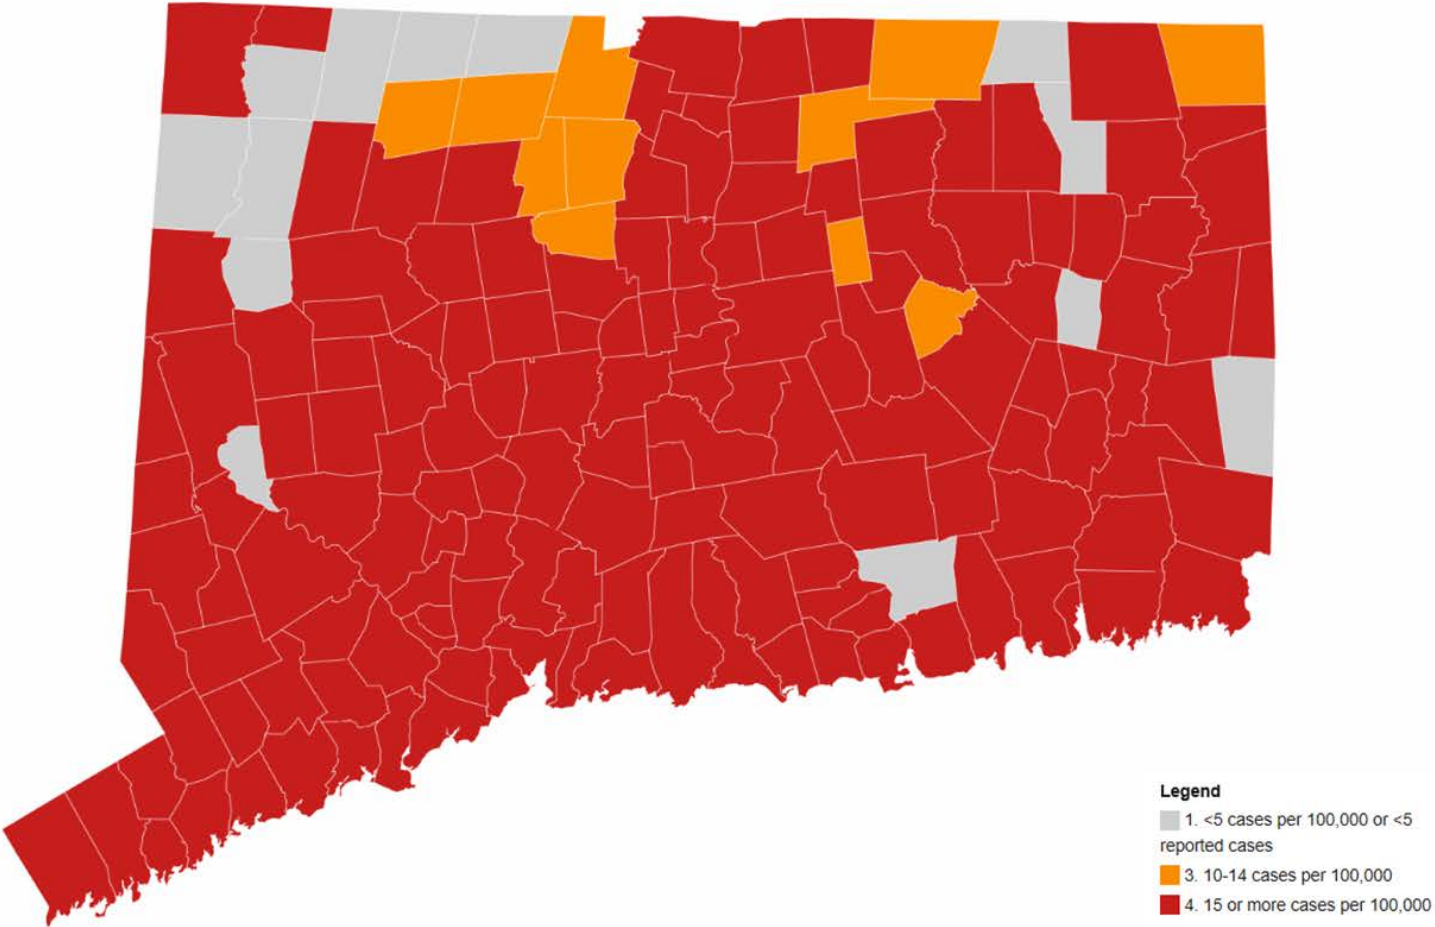 Legend
1. <5 cases per 100,000 or <5
reported cases
3. 10-14 cases per 100,000
4. 15 or more cases per 100,000